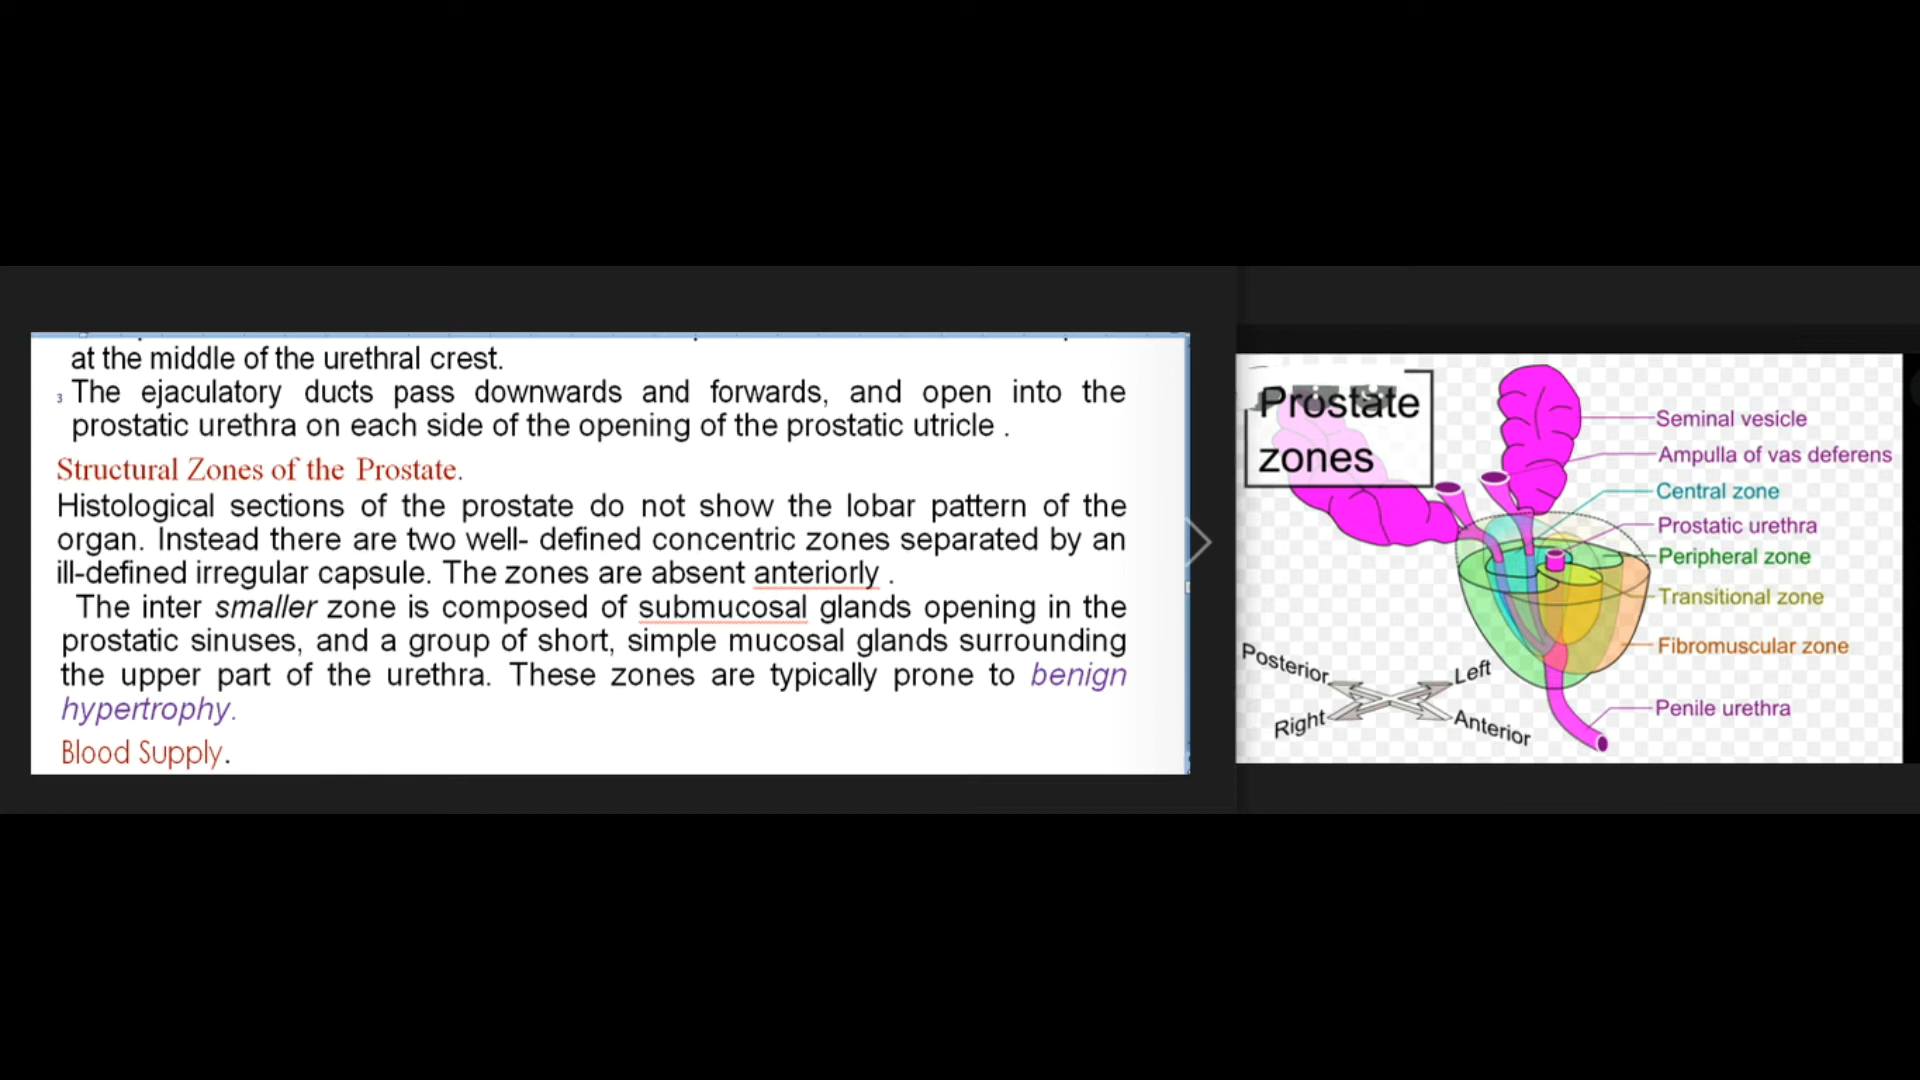 at the middle of the urethral crest.
3 The ejaculatory ducts pass downwards and forwards, and open into the
prostatic urethra on each side of the opening of the prostatic utricle .
Structural Zones of the Prostate.
Histological sections of the prostate do not show the lobar pattern of the
organ. Instead there are two well- defined concentric zones separated by an
ill-defined irregular capsule. The zones are absent anteriorly .
The inter smaller zone is composed of submucosal glands opening in the
prostatic sinuses, and a group of short, simple mucosal glands surrounding
the upper part of the urethra. These zones are typically prone to benign
hypertrophy.
Blood Supply.
Prostate
zones
Seminal vesicle
Ampulla of vas deferens
Central zone
Prostatic urethra
Peripheral zone
Transitional zone
Fibromuscular zone
Penile urethra
Posterior
Left
Right
Anterior